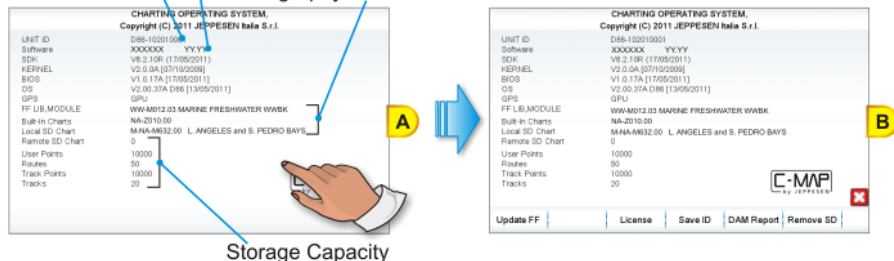 CHARTING OPERATING SYSTEM,
Copyright (C) 2011 JEPPESEN Italia S.r.l.
UNIT ID D86-102010001
Software XXXXXX YY.YY
SDK V8.2.10R (17/05/2011)
KERNEL V2.0.0A [07/10/2009]
BIOS V1.0.17A [17/05/2011]
OS V2.00.37A D86 [13/05/2011]
GPS GPU
FF LIB,MODULE WW-M012.03 MARINE FRESHWATER WWBK
Built-In Charts NA-Z010.00
Local SD Chart M-NA-M632.00 L. ANGELES and S. PEDRO BAYS
Remote SD Chart 0
User Points 10000
Routes 50
Track Points 10000
Tracks 20
A
Storage Capacity
CHARTING OPERATING SYSTEM,
Copyright (C) 2011 JEPPESEN Italia S.r.l.
UNIT ID D86-102010001
Software XXXXXX YY.YY
SDK V8.2.10R (17/05/2011)
KERNEL V2.0.0A [07/10/2009]
BIOS V1.0.17A [17/05/2011]
OS V2.00.37A D86 [13/05/2011]
GPS GPU
FF LIB,MODULE WW-M012.03 MARINE FRESHWATER WWBK
Built-In Charts NA-Z010.00
Local SD Chart M-NA-M632.00 L. ANGELES and S. PEDRO BAYS
Remote SD Chart 0
User Points 10000
Routes 50
Track Points 10000
Tracks 20
C-MAP
by JEPPESEN
B
Update FF License Save ID DAM Report Remove SD